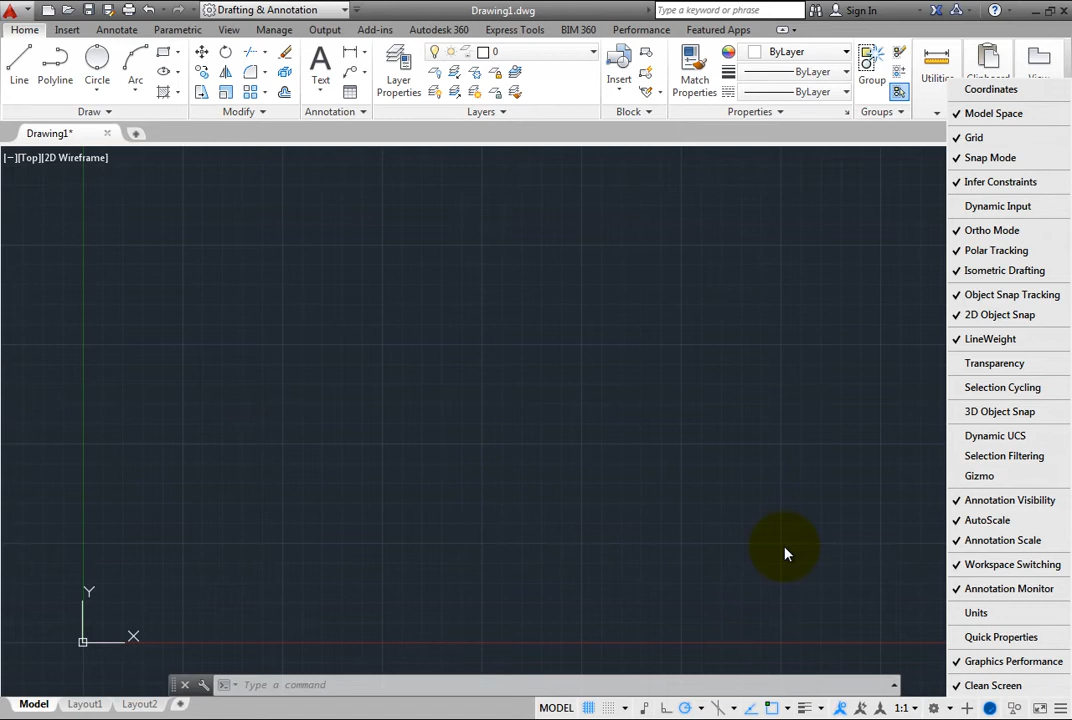 Drafting & Annotation
Drawing1.dwg
Type a keyword or phrase
Sign In
Home Insert Annotate Parametric View Manage Output Add-ins Autodesk 360 Express Tools BIM 360 Performance Featured Apps
Line
Polyline
Circle
Arc
Text
Layer
Properties
0
Insert
Match
Properties
ByLayer
ByLayer
ByLayer
Group
Draw
Modify
Annotation
Layers
Block
Properties
Groups
Drawing1*
[−][Top][2D Wireframe]
Coordinates
Model Space
Grid
Snap Mode
Infer Constraints
Dynamic Input
Ortho Mode
Polar Tracking
Isometric Drafting
Object Snap Tracking
2D Object Snap
LineWeight
Transparency
Selection Cycling
3D Object Snap
Dynamic UCS
Selection Filtering
Gizmo
Annotation Visibility
AutoScale
Annotation Scale
Workspace Switching
Annotation Monitor
Units
Quick Properties
Graphics Performance
Clean Screen
Y
X
Type a command
Model Layout1 Layout2
MODEL
1:1